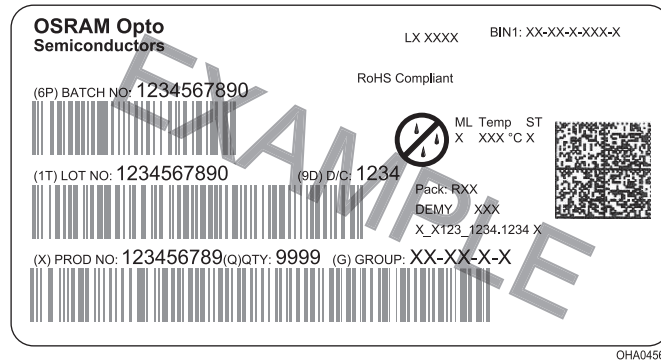 OSRAM Opto
Semiconductors
LX XXXX
BIN1: XX-XX-X-XXX-X
RoHS Compliant
(6P) BATCH NO: 1234567890
ML Temp ST
X XXX °C X
(1T) LOT NO: 1234567890 (9D) D/C: 1234
Pack: RXX
DEMY XXX
X_X123_1234.1234 X
(X) PROD NO: 123456789(Q)QTY: 9999 (G) GROUP: XX-XX-X-X
EXAMPLE